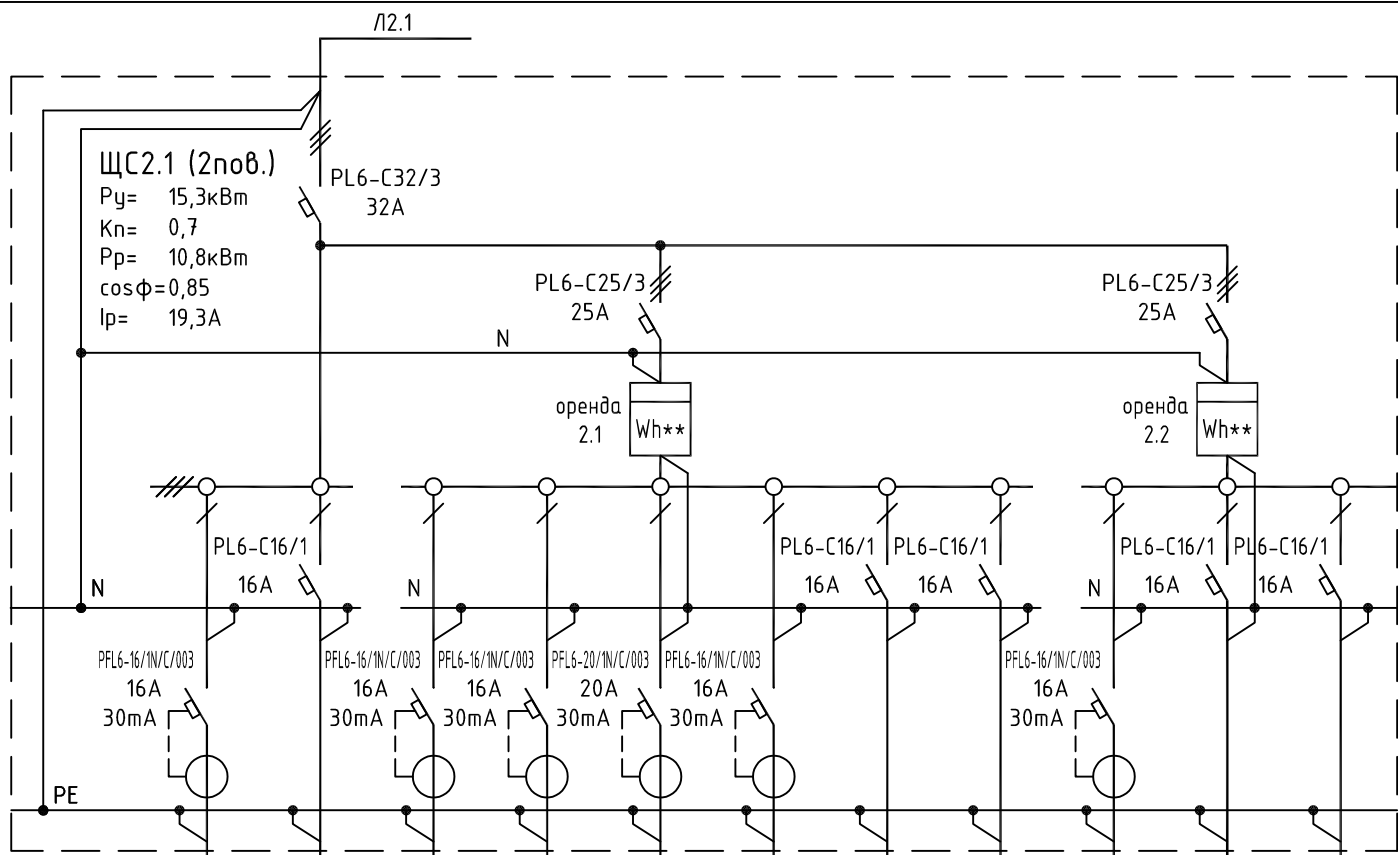 Л2.1
ЩС2.1 (2пов.)
Ру= 15,3кВт
Кп= 0,7
Рр= 10,8кВт
cosφ=0,85
Iр= 19,3А
PL6-C32/3
32А
PL6-C25/3
25А
PL6-C25/3
25А
N
оренда
2.1
Wh**
оренда
2.2
Wh**
PL6-C16/1
16А
PL6-C16/1
16А
PL6-C16/1
16А
PL6-C16/1
16А
PL6-C16/1
16А
N
N
N
PFL6-16/1N/C/003
16А
30mA
PFL6-16/1N/C/003
16А
30mA
PFL6-16/1N/C/003
16А
30mA
PFL6-20/1N/C/003
20А
30mA
PFL6-16/1N/C/003
16А
30mA
PFL6-16/1N/C/003
16А
30mA
PE